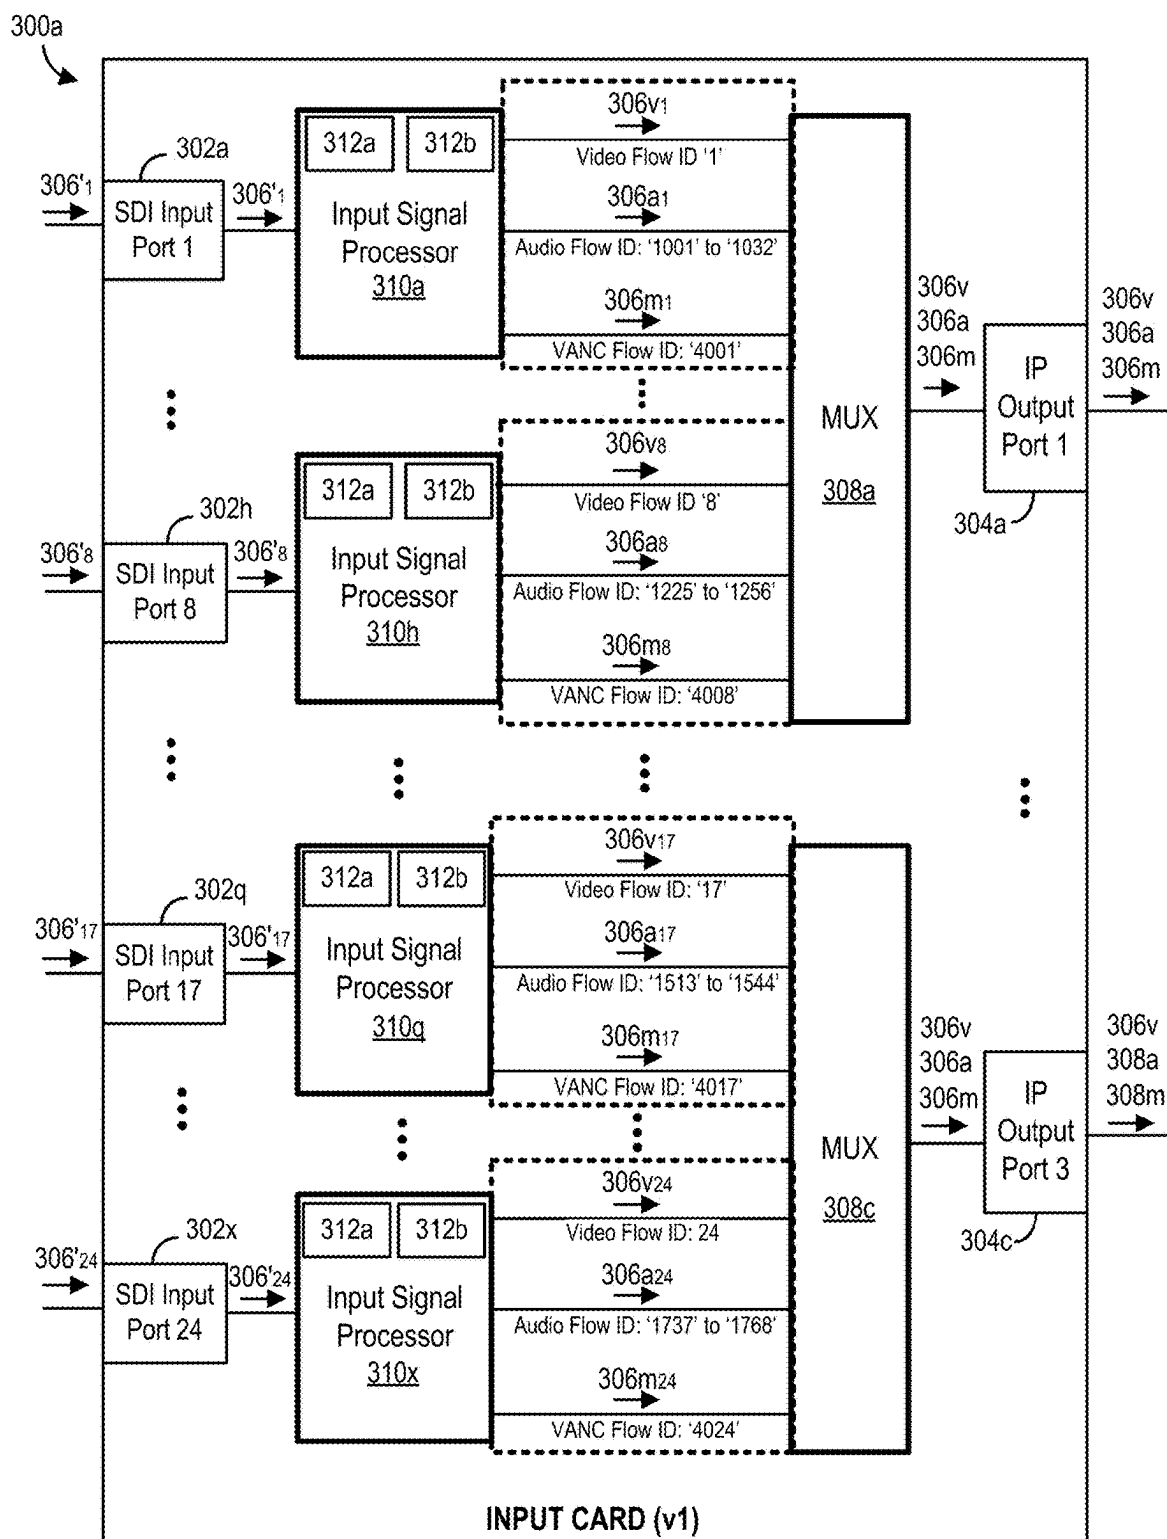 300a
302a
306'1
SDI Input
Port 1
306'1
312a
312b
Input Signal
Processor
310a
306v1
Video Flow ID '1'
306a1
Audio Flow ID: '1001' to '1032'
306m1
VANC Flow ID: '4001'
302h
306'8
SDI Input
Port 8
306'8
312a
312b
Input Signal
Processor
310h
306v8
Video Flow ID '8'
306a8
Audio Flow ID: '1225' to '1256'
306m8
VANC Flow ID: '4008'
MUX
308a
306v
306a
306m
IP
Output
Port 1
304a
306v
306a
306m
302q
306'17
SDI Input
Port 17
306'17
312a
312b
Input Signal
Processor
310q
306v17
Video Flow ID: '17'
306a17
Audio Flow ID: '1513' to '1544'
306m17
VANC Flow ID: '4017'
302x
306'24
SDI Input
Port 24
306'24
312a
312b
Input Signal
Processor
310x
306v24
Video Flow ID: 24
306a24
Audio Flow ID: '1737' to '1768'
306m24
VANC Flow ID: '4024'
MUX
308c
306v
306a
306m
IP
Output
Port 3
304c
306v
308a
308m
INPUT CARD (v1)